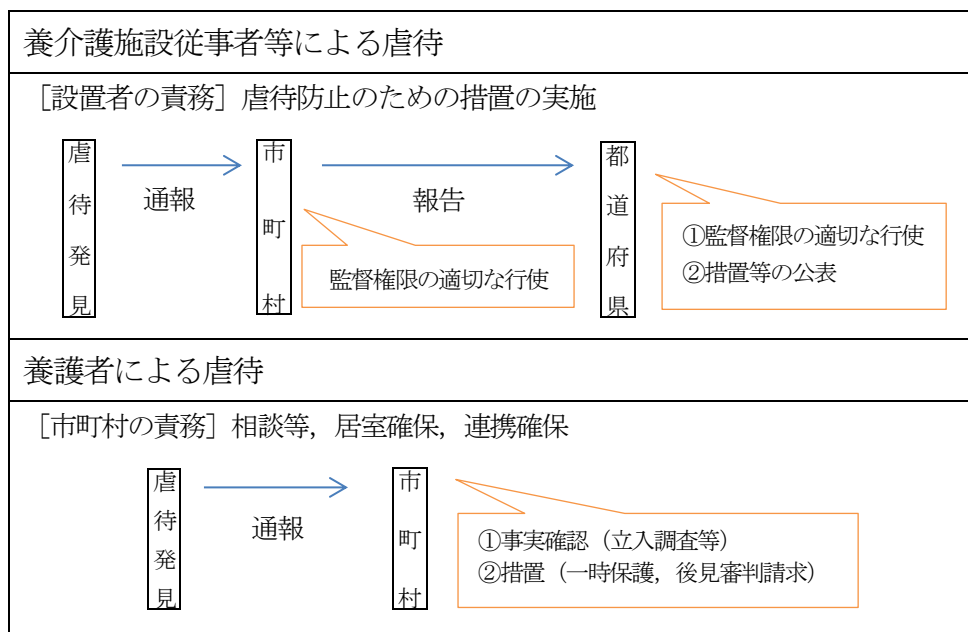 養介護施設従事者等による虐待
［設置者の責務］虐待防止のための措置の実施
虐待発見
通報
市町村
監督権限の適切な行使
報告
都道府県
①監督権限の適切な行使
②措置等の公表
養護者による虐待
［市町村の責務］相談等，居室確保，連携確保
虐待発見
通報
市町村
①事実確認（立入調査等）
②措置（一時保護，後見審判請求）